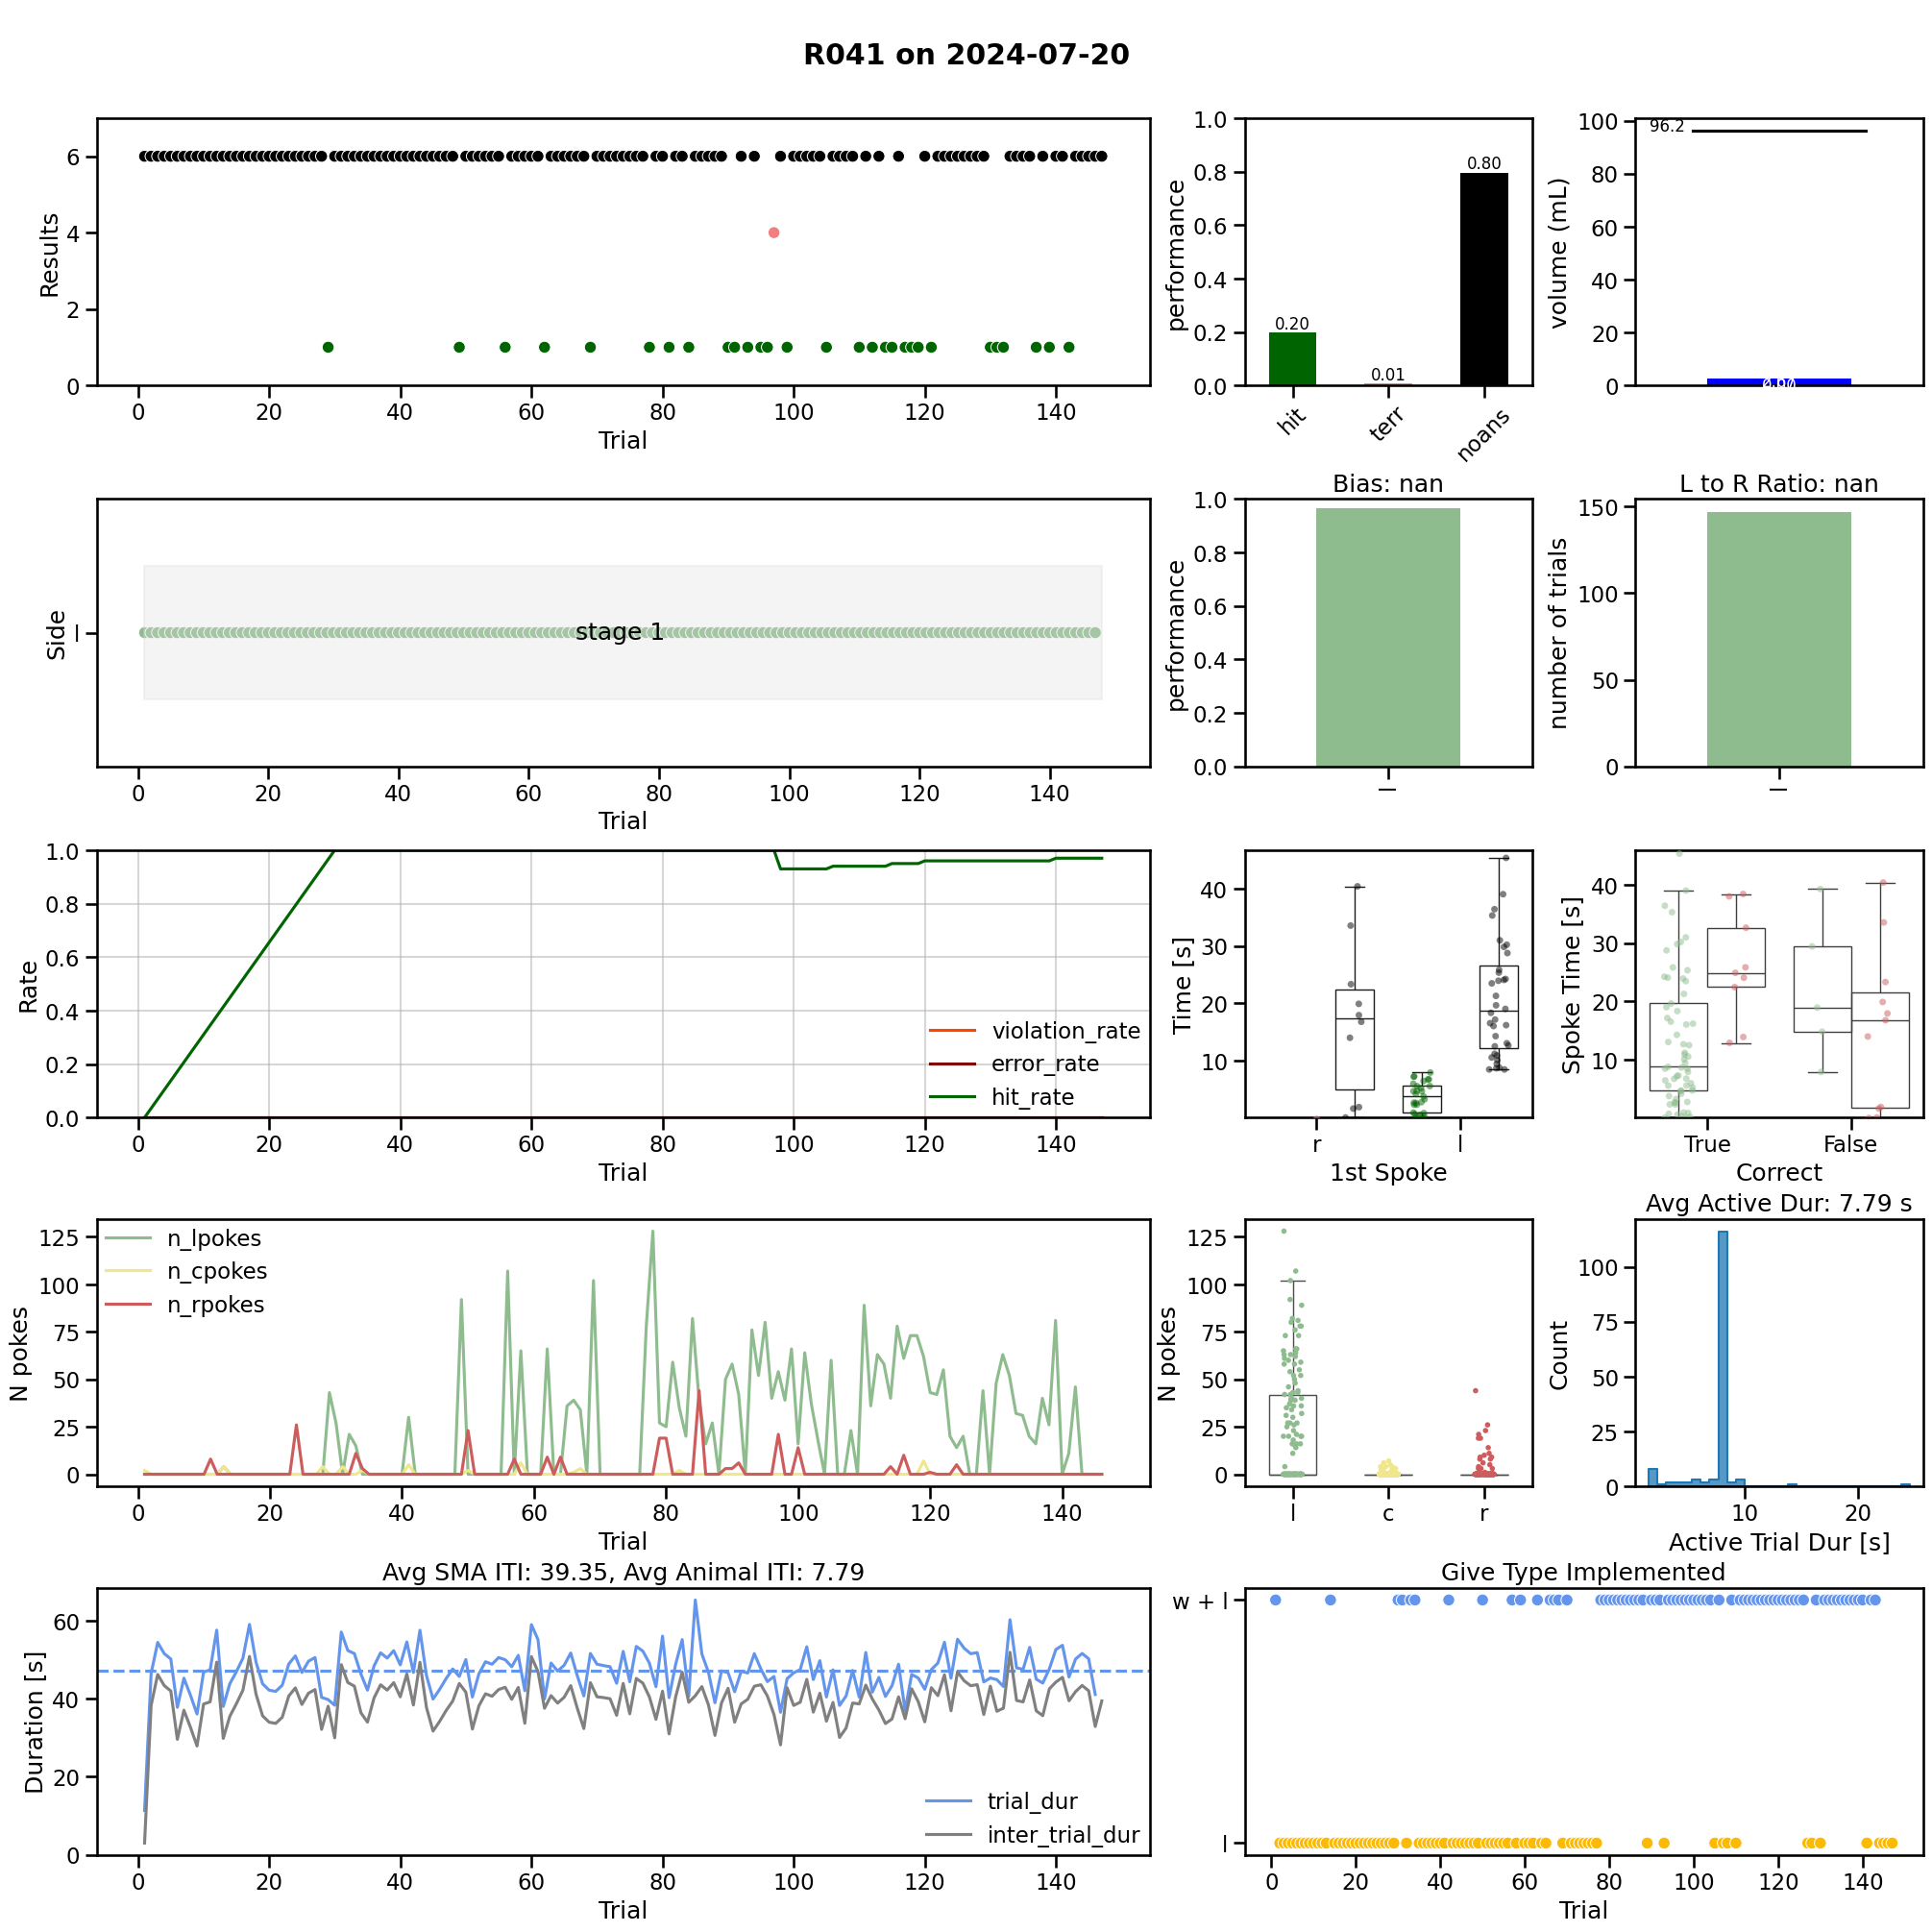 R041 on 2024-07-20
Results
6
4
2
0
0 20 40 60 80 100 120 140
Trial
performance
1.0
0.8
0.6
0.4
0.2
0.0
0.20
0.01
0.80
hit terr noans
volume (mL)
100
80
60
40
20
0
96.2
Side
l
stage 1
0 20 40 60 80 100 120 140
Trial
Bias: nan
performance
1.0
0.8
0.6
0.4
0.2
0.0
l
L to R Ratio: nan
number of trials
150
100
50
0
l
Rate
1.0
0.8
0.6
0.4
0.2
0.0
violation_rate
error_rate
hit_rate
0 20 40 60 80 100 120 140
Trial
Time [s]
40
30
20
10
r l
1st Spoke
Spoke Time [s]
40
30
20
10
True False
Correct
N pokes
125
100
75
50
25
0
n_lpokes
n_cpokes
n_rpokes
0 20 40 60 80 100 120 140
Trial
N pokes
125
100
75
50
25
0
l c r
Avg Active Dur: 7.79 s
Count
100
75
50
25
0
10 20
Active Trial Dur [s]
Avg SMA ITI: 39.35, Avg Animal ITI: 7.79
Duration [s]
60
40
20
0
trial_dur
inter_trial_dur
0 20 40 60 80 100 120 140
Trial
Give Type Implemented
w + l
l
0 20 40 60 80 100 120 140
Trial